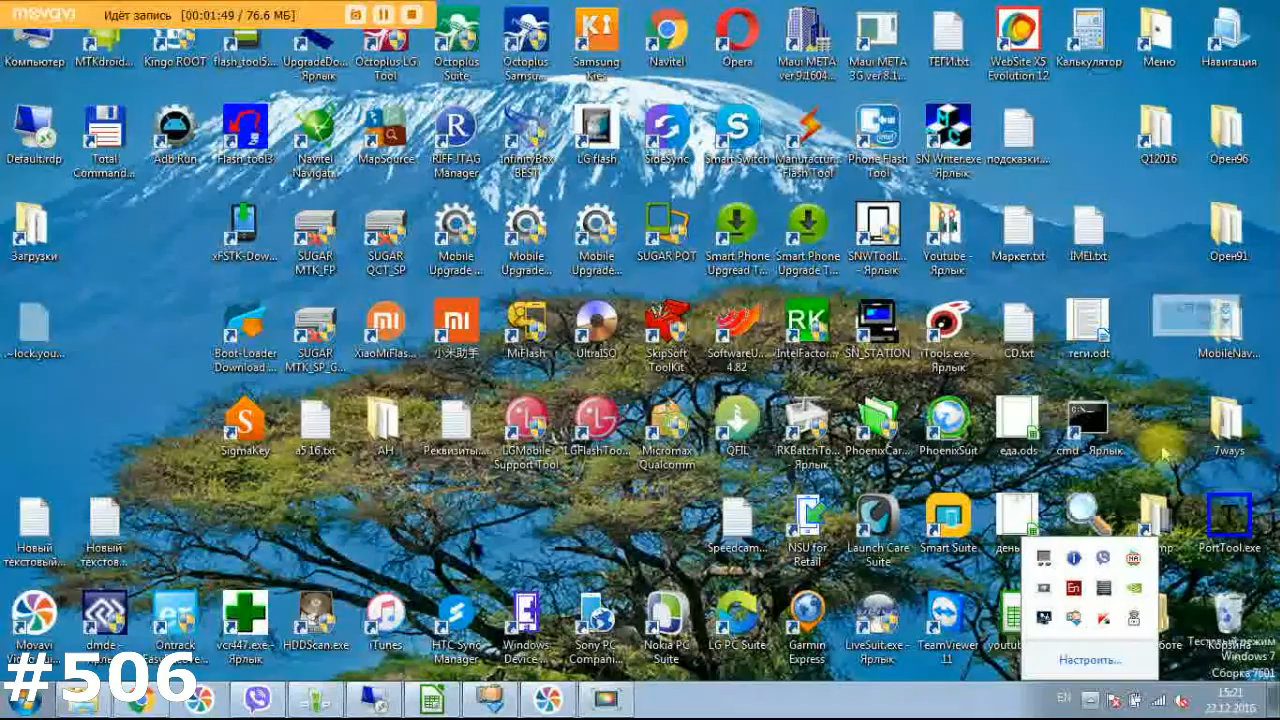 movavi
Идёт запись [00:01:49 / 76.6 МБ]
Компьютер
MTKdroid...
Kingo ROOT
flash_tool5...
UpgradeDo... - Ярлык
Octoplus LG Tool
Octoplus Suite
Octoplus Samsu...
Samsung Kies
Navitel
Opera
Maui META ver 9.1604...
Maui META 3G ver 8.1...
ТЕГИ.txt
WebSite X5 Evolution 12
Калькулятор
Меню
Навигация
Default.rdp
Total Command...
Adb Run
Flash_tool3
Navitel Navigat...
MapSource
RIFF JTAG Manager
InfinityBox BEST
LG flash
SideSync
Smart Switch
Manufactur... Flash Tool
Phone Flash Tool
SN Writer.exe - Ярлык
подсказки...
Q12016
Орен96
Загрузки
xFSTK-Dow...
SUGAR MTK_FP
SUGAR QCT_SP
Mobile Upgrade ...
Mobile Upgrade...
Mobile Upgrade...
SUGAR POT
Smart Phone Upgread T...
Smart Phone Upgrade T...
SNWToolL... - Ярлык
Youtube - Ярлык
Маркет.txt
IMEI.txt
Орен91
.~lock.you...
Boot-Loader Download ...
SUGAR MTK_SP_G...
XiaoMiFlas...
小米助手
MiFlash
UltraISO
SkipSoft ToolKit
SoftwareU... 4.82
IntelFactor...
SN_STATION
iTools.exe - Ярлык
CD.txt
теги.odt
MobileNav...
SigmaKey
a516.txt
АН
Реквизиты...
LGMobile Support Tool
LGFlashToo...
Micromax Qualcomm
QFIL
RKBatchTo... - Ярлык
PhoenixCar...
PhoenixSuit
еда.ods
cmd - Ярлык
7ways
Новый текстовый...
Новый текстов...
Speedcam...
NSU for Retail
Launch Care Suite
Smart Suite
PortTool.exe
Movavi
dmde -
Ontrack
vcr447.exe - Ярлык
HDDScan.exe
iTunes
HTC Sync Manager
Windows Device ...
Sony PC Compani...
Nokia PC Suite
LG PC Suite
Garmin Express
LiveSuit.exe - Ярлык
TeamViewer 11
Корзина
Настроить...
Тестовый режим
Windows 7
Сборка 7601
#506
EN
15:21
22.12.2016